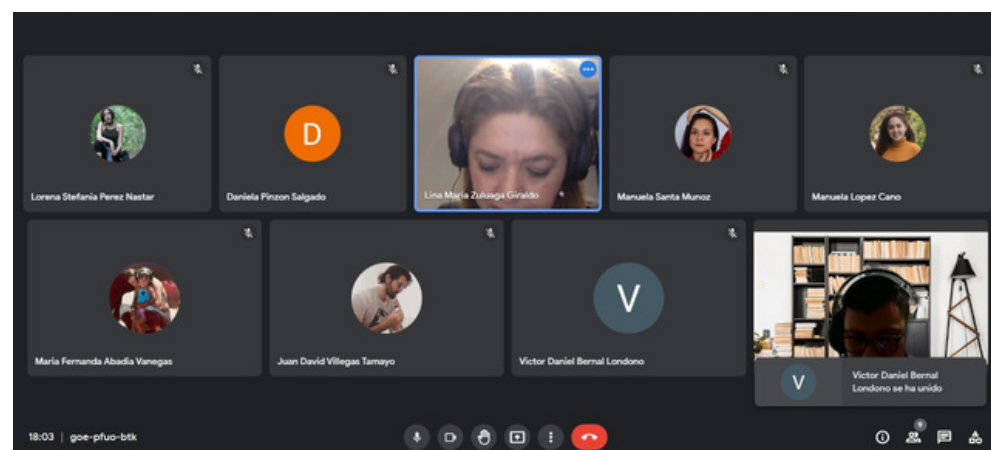 D
Lorena Stefania Perez Nastar
Daniela Pinzon Salgado
Lina Maria Zuluaga Giraldo
Manuela Santa Munoz
Manuela Lopez Cano
V
Maria Fernanda Abadia Vanegas
Juan David Villegas Tamayo
Victor Daniel Bernal Londono
V
Victor Daniel Bernal
Londono se ha unido
18:03 | goe-pfuo-btk
9